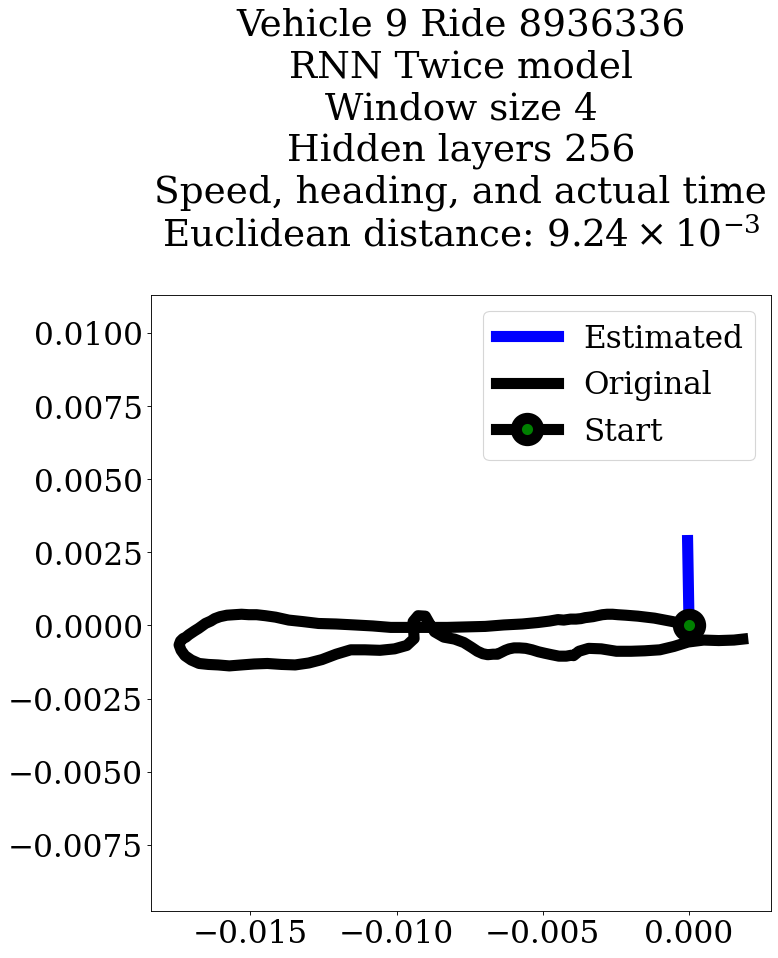 Vehicle 9 Ride 8936336
RNN Twice model
Window size 4
Hidden layers 256
Speed, heading, and actual time
Euclidean distance: 9.24 × 10⁻³
Estimated
Original
Start
0.0100
0.0075
0.0050
0.0025
0.0000
−0.0025
−0.0050
−0.0075
−0.015 −0.010 −0.005 0.000